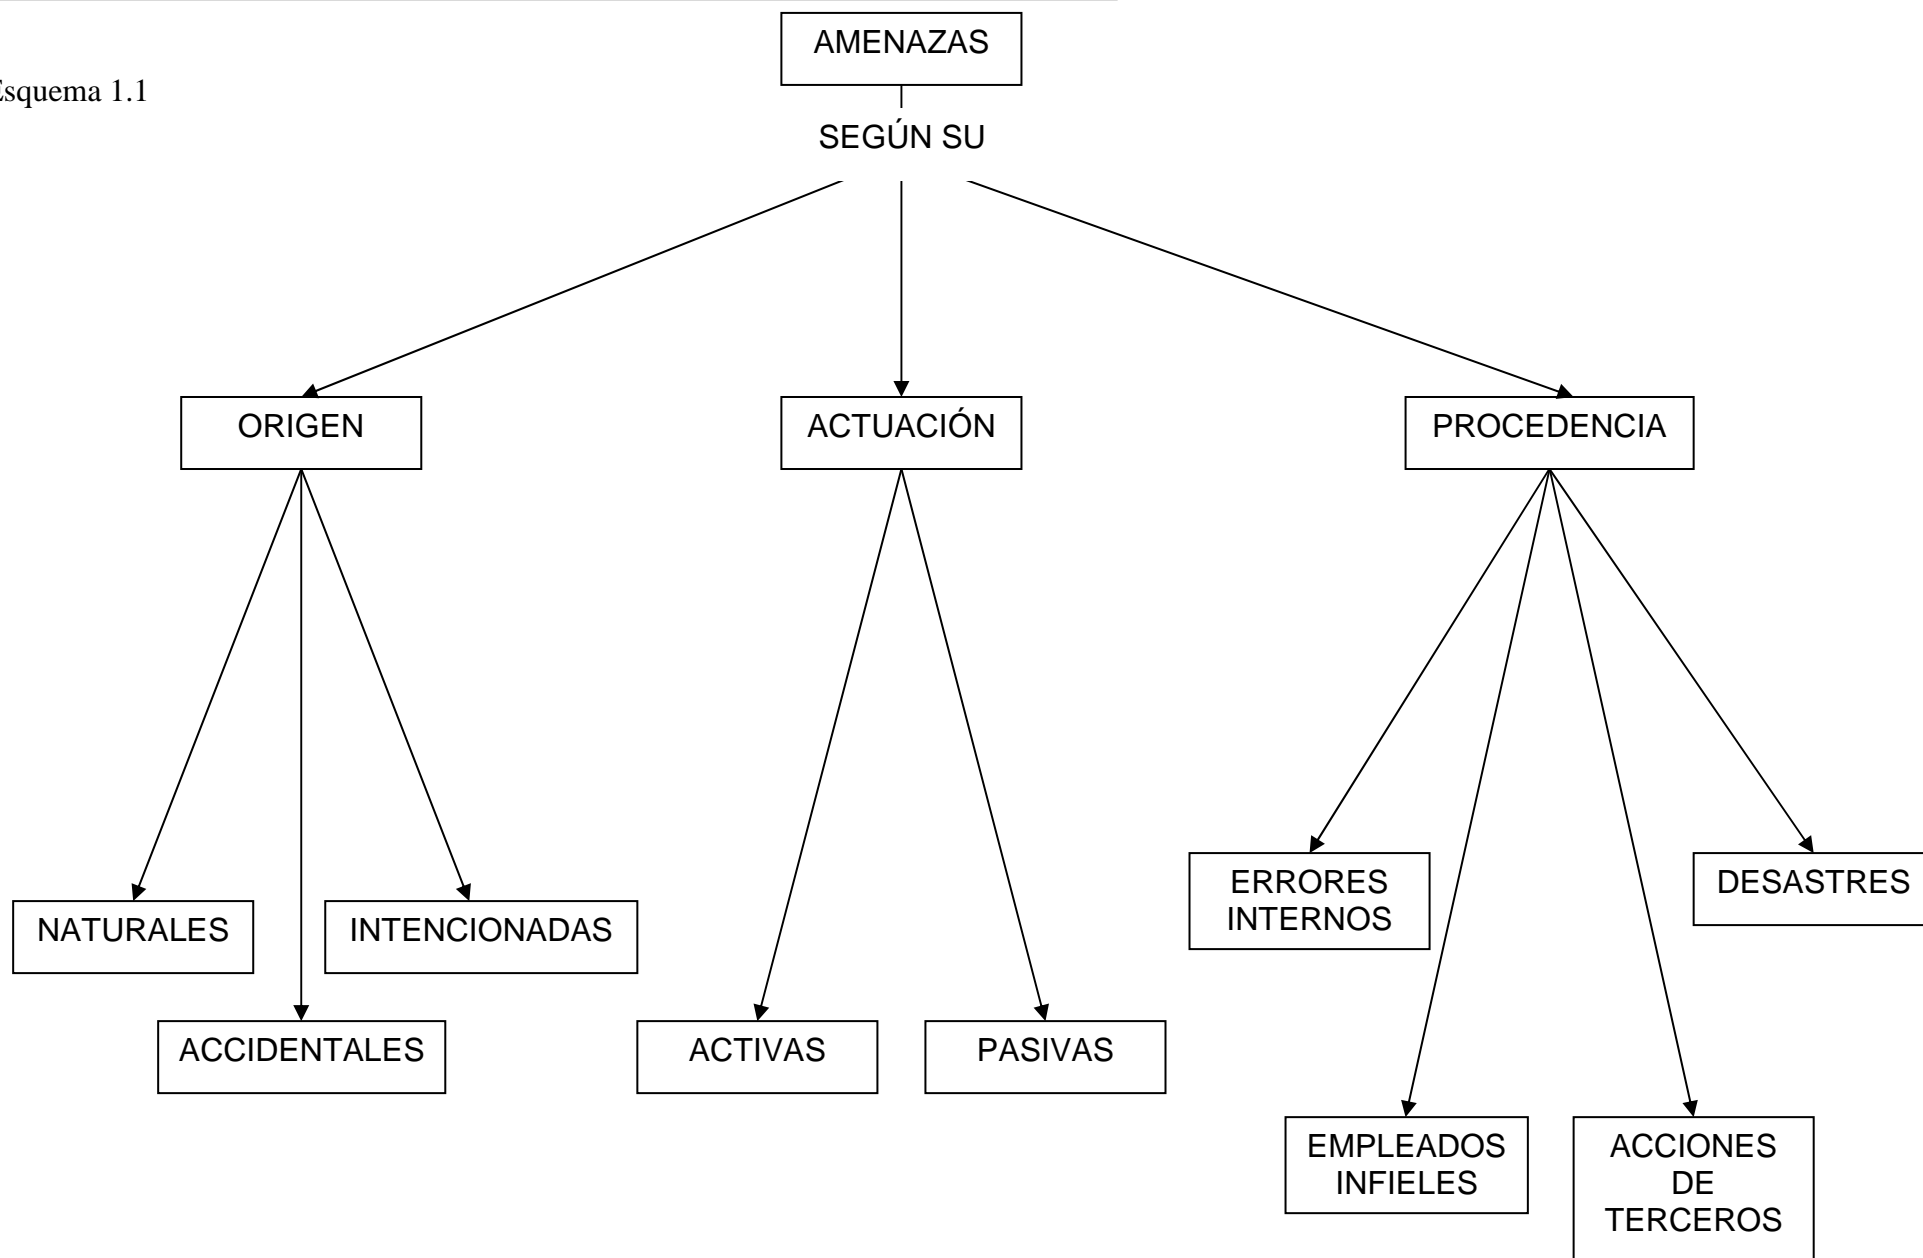 AMENAZAS
Esquema 1.1
SEGÚN SU
ORIGEN
ACTUACIÓN
PROCEDENCIA
NATURALES
INTENCIONADAS
ACCIDENTALES
ACTIVAS
PASIVAS
ERRORES
INTERNOS
DESASTRES
EMPLEADOS
INFIELES
ACCIONES
DE
TERCEROS